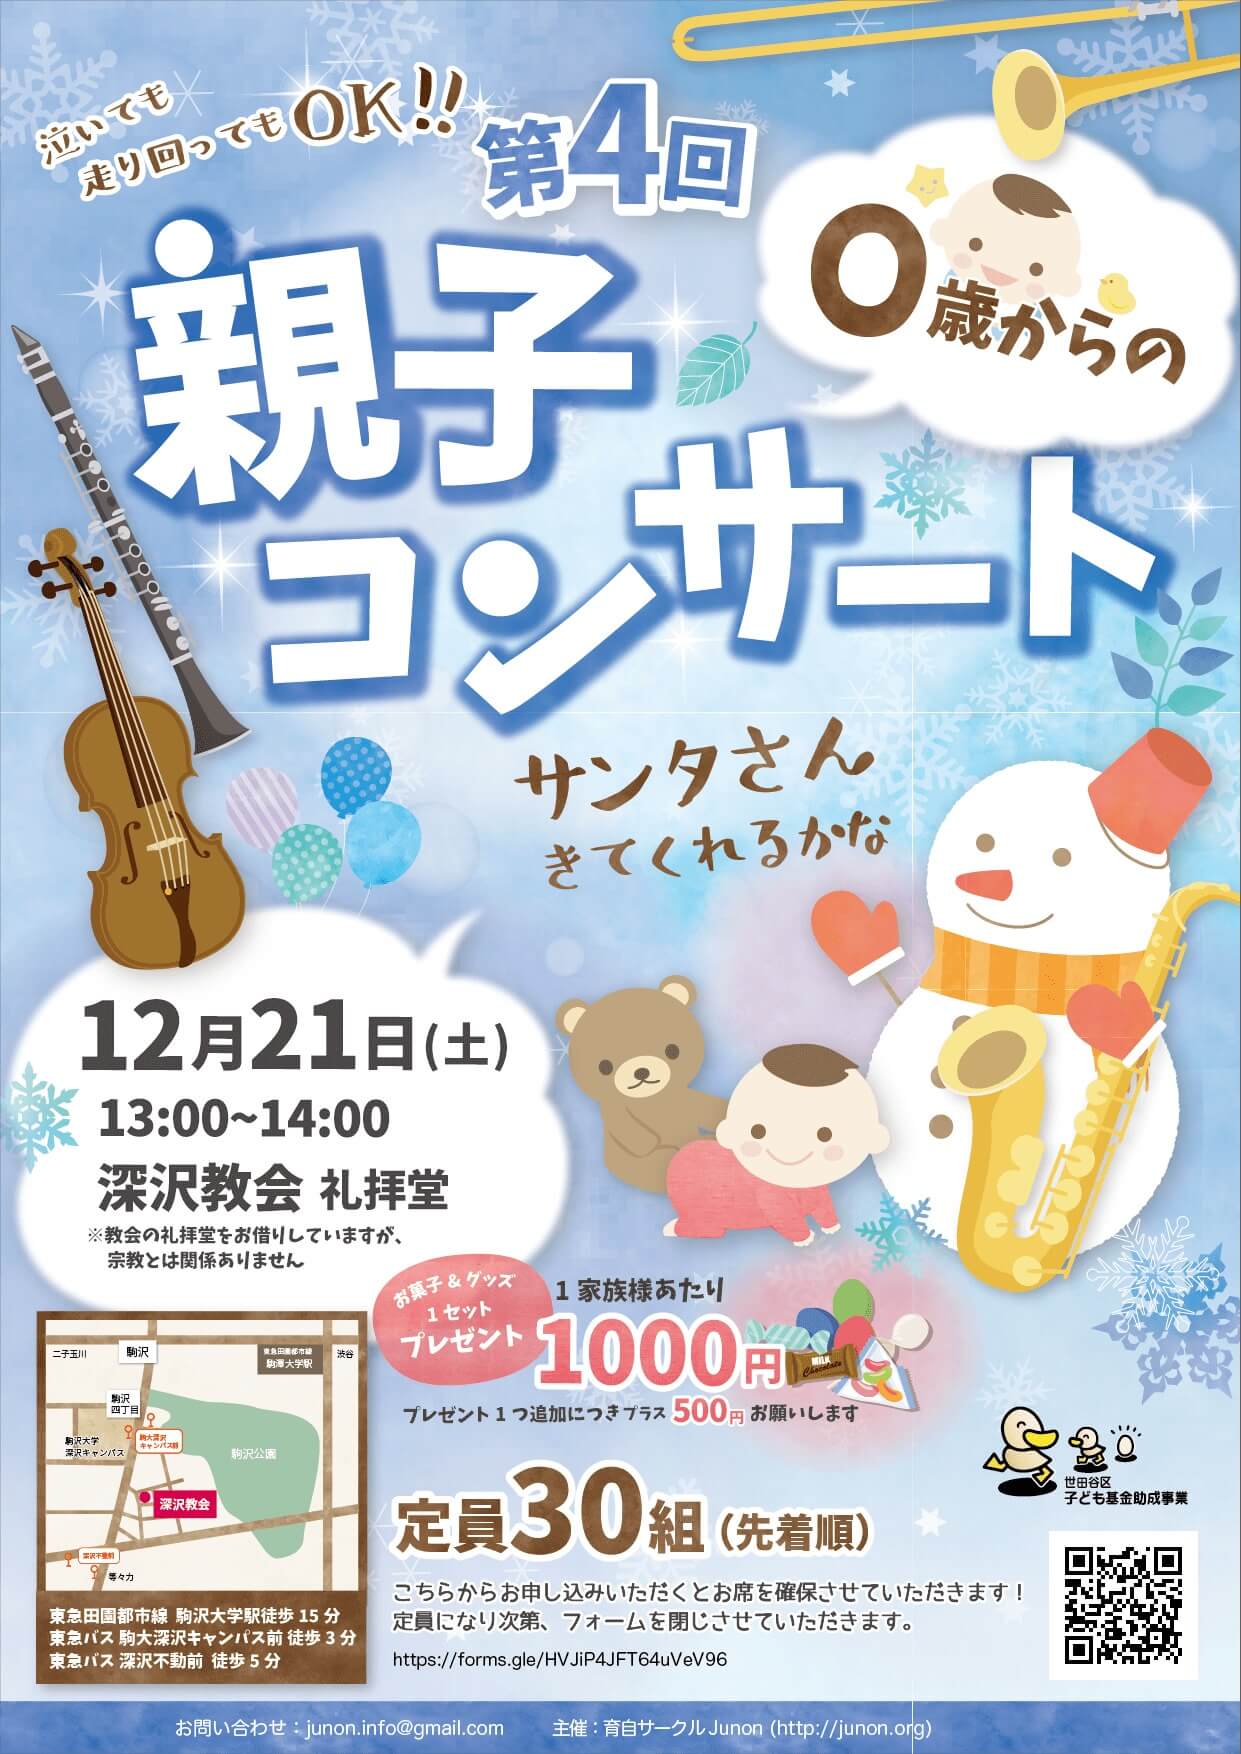 泣いても
走り回ってもOK!!
第4回
0歳からの
親子
コンサート
サンタさん
きてくれるかな
12月21日(土)
13:00~14:00
深沢教会 礼拝堂
※教会の礼拝堂をお借りしていますが、
宗教とは関係ありません
お菓子&グッズ
1セット
プレゼント
1家族様あたり
1000円
プレゼント1つ追加につきプラス500円お願いします
MILK
Chocolate
二子玉川
駒沢
東急田園都市線
駒澤大学駅
渋谷
駒沢
四丁目
駒沢大学
深沢キャンパス
駒大深沢
キャンパス前
駒沢公園
深沢教会
深沢不動前
等々力
東急田園都市線 駒沢大学駅徒歩15分
東急バス 駒大深沢キャンパス前 徒歩3分
東急バス 深沢不動前 徒歩5分
定員30組(先着順)
こちらからお申し込みいただくとお席を確保させていただきます!
定員になり次第、フォームを閉じさせていただきます。
https://forms.gle/HVJiP4JFT64uVeV96
世田谷区
子ども基金助成事業
お問い合わせ:junon.info@gmail.com 主催:育自サークルJunon (http://junon.org)